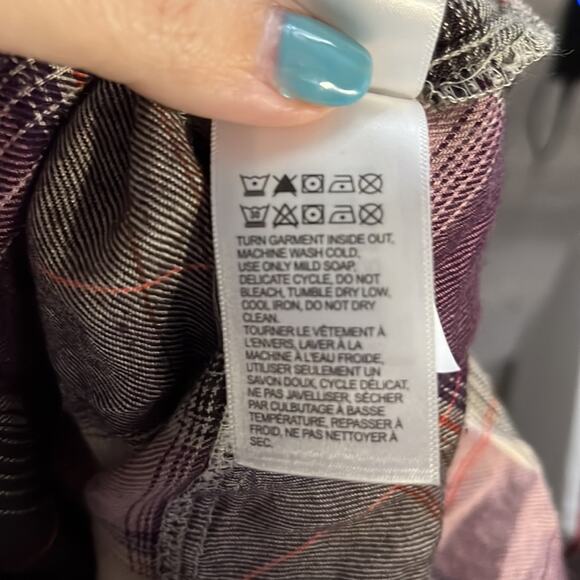 TURN GARMENT INSIDE OUT,
MACHINE WASH COLD,
USE ONLY MILD SOAP,
DELICATE CYCLE, DO NOT
BLEACH, TUMBLE DRY LOW,
COOL IRON, DO NOT DRY
CLEAN.
TOURNER LE VÊTEMENT À
L'ENVERS, LAVER À LA
MACHINE À L'EAU FROIDE,
UTILISER SEULEMENT UN
SAVON DOUX, CYCLE DÉLICAT,
NE PAS JAVELLISER, SÉCHER
PAR CULBUTAGE À BASSE
TEMPÉRATURE, REPASSER À
FROID, NE PAS NETTOYER À
SEC.